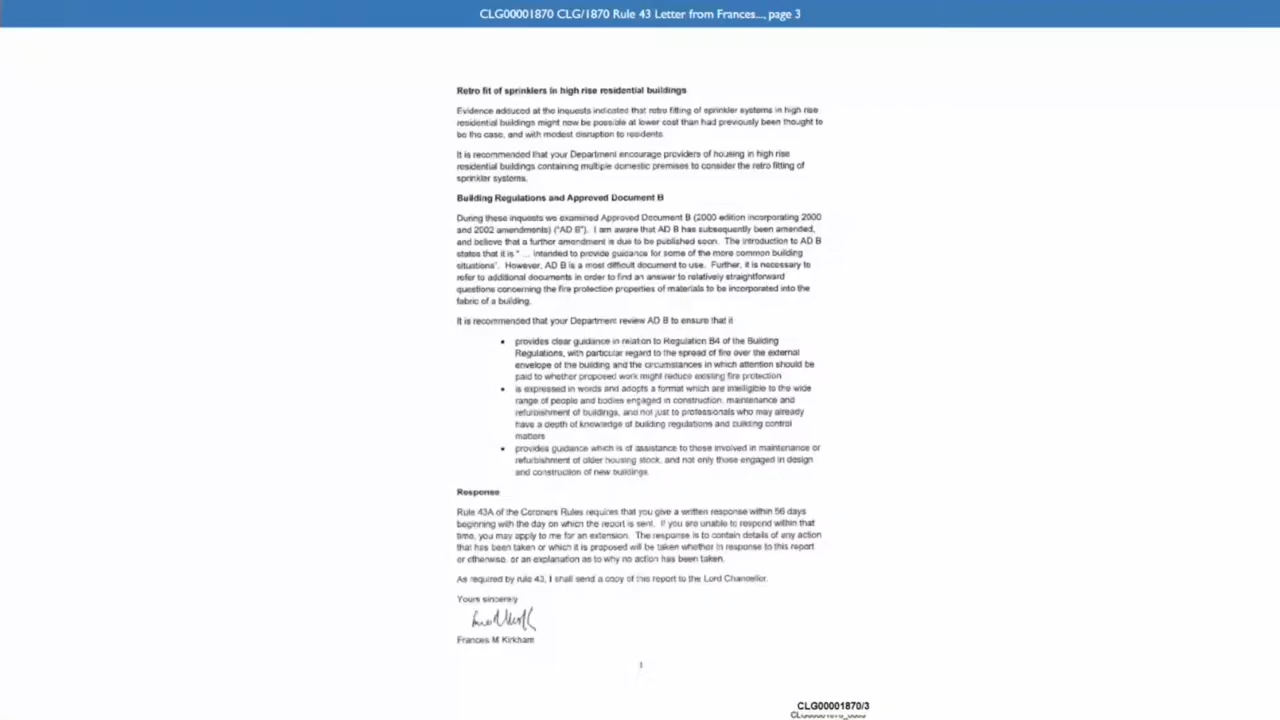 CLG00001870 CLG/1870 Rule 43 Letter from Frances..., page 3
Retro fit of sprinklers in high rise residential buildings
Evidence adduced at the inquests indicated that retro fitting of sprinkler systems in high rise
residential buildings might now be possible at lower cost than had previously been thought to
be the case, and with modest disruption to residents
It is recommended that your Department encourage providers of housing in high rise
residential buildings containing multiple domestic premises to consider the retro fitting of
sprinkler systems.
Building Regulations and Approved Document B
During these inquests we examined Approved Document B (2000 edition incorporating 2000
and 2002 amendments) ("AD B"). I am aware that AD B has subsequently been amended,
and believe that a further amendment is due to be published soon. The introduction to AD B
states that it is " ... intended to provide guidance for some of the more common building
situations". However, AD B is a most difficult document to use. Further, it is necessary to
refer to additional documents in order to find an answer to relatively straightforward
questions concerning the fire protection properties of materials to be incorporated into the
fabric of a building.
It is recommended that your Department review AD B to ensure that it
• provides clear guidance in relation to Regulation B4 of the Building
Regulations, with particular regard to the spread of fire over the external
envelope of the building and the circumstances in which attention should be
paid to whether proposed work might reduce existing fire protection
• is expressed in words and adopts a format which are intelligible to the wide
range of people and bodies engaged in construction, maintenance and
refurbishment of buildings, and not just to professionals who may already
have a depth of knowledge of building regulations and building control
matters
• provides guidance which is of assistance to those involved in maintenance or
refurbishment of older housing stock, and not only those engaged in design
and construction of new buildings.
Response
Rule 43A of the Coroners Rules requires that you give a written response within 56 days
beginning with the day on which the report is sent. If you are unable to respond within that
time, you may apply to me for an extension. The response is to contain details of any action
that has been taken or which it is proposed will be taken whether in response to this report
or otherwise, or an explanation as to why no action has been taken.
As required by rule 43, I shall send a copy of this report to the Lord Chancellor.
Yours sincerely
Frances M Kirkham
CLG00001870/3